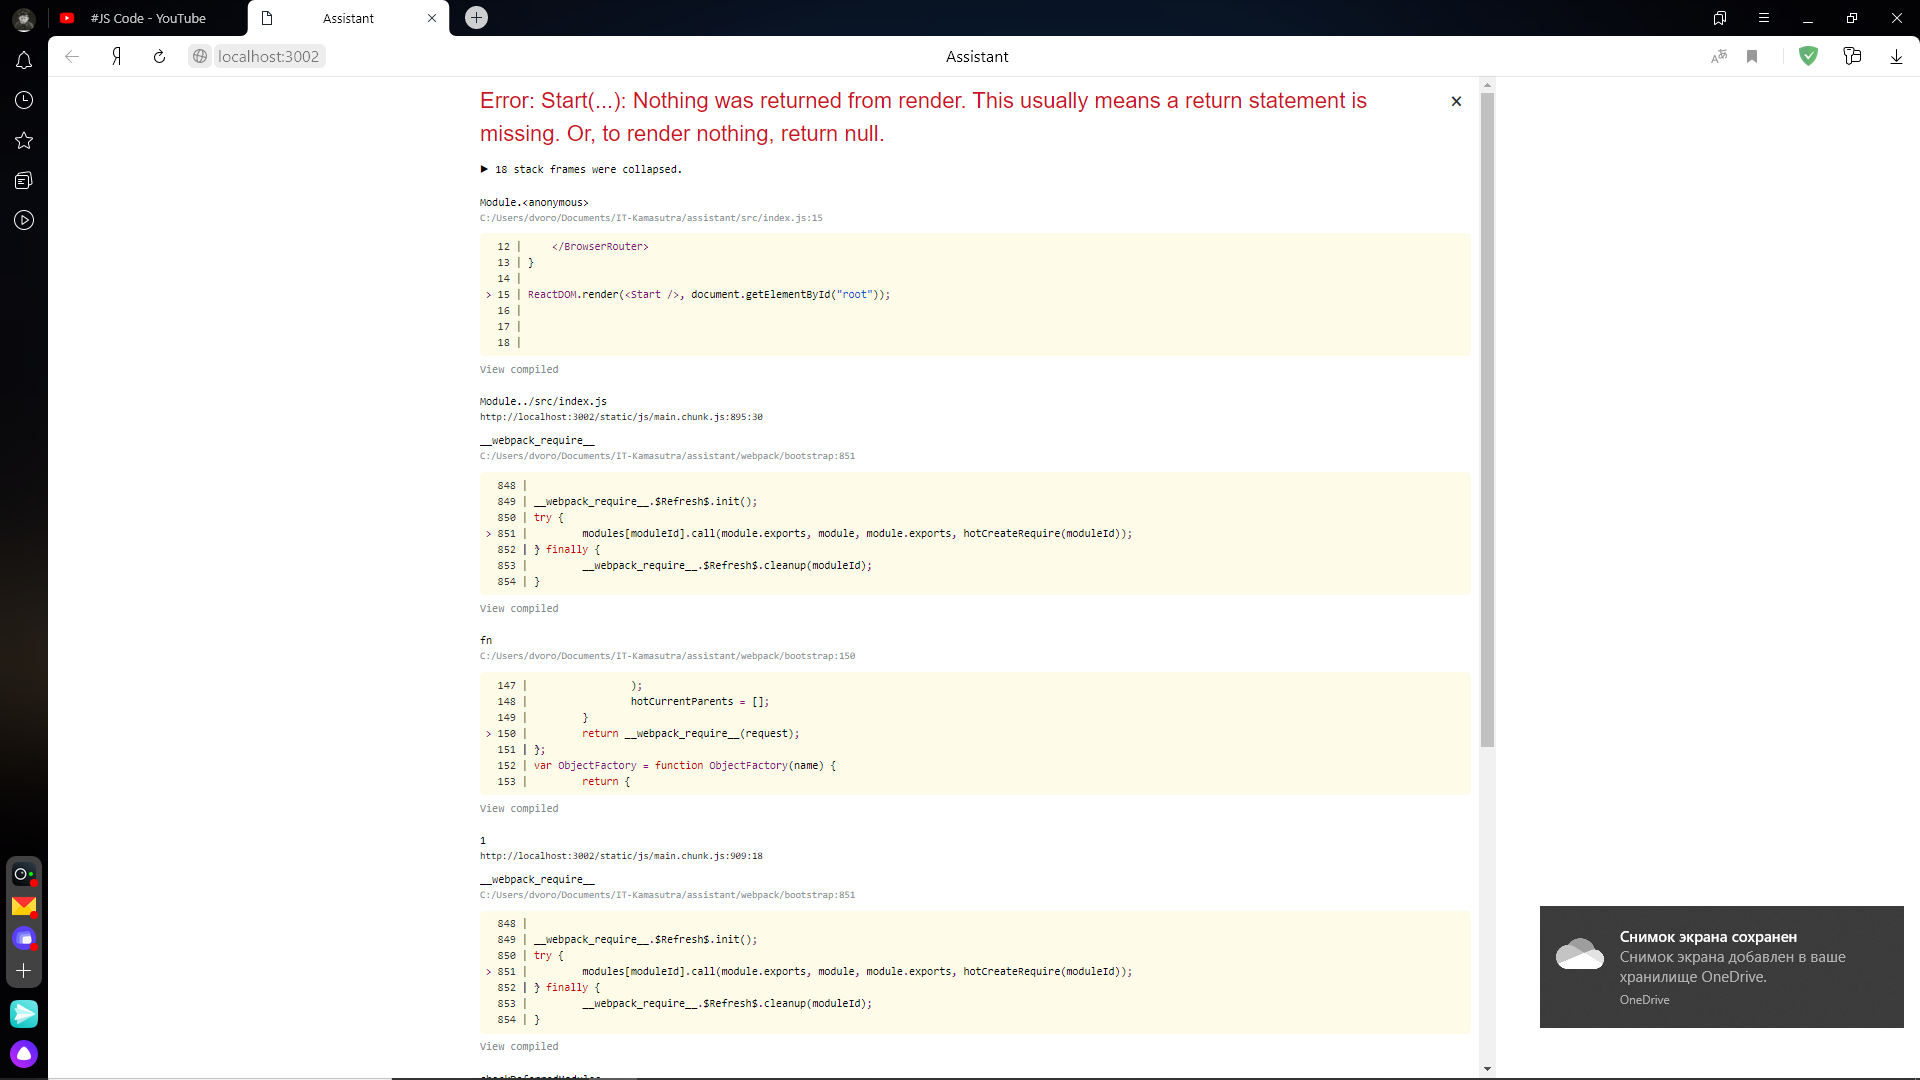 #JS Code - YouTube
Assistant
localhost:3002
Assistant
Error: Start(...): Nothing was returned from render. This usually means a return statement is
missing. Or, to render nothing, return null.
▶ 18 stack frames were collapsed.
Module.<anonymous>
C:/Users/dvoro/Documents/IT-Kamasutra/assistant/src/index.js:15
12 |     </BrowserRouter>
13 | }
14 |
> 15 | ReactDOM.render(<Start />, document.getElementById("root"));
16 |
17 |
18 |
View compiled
Module../src/index.js
http://localhost:3002/static/js/main.chunk.js:895:30
__webpack_require__
C:/Users/dvoro/Documents/IT-Kamasutra/assistant/webpack/bootstrap:851
848 |
849 | __webpack_require__.$Refresh$.init();
850 | try {
> 851 |         modules[moduleId].call(module.exports, module, module.exports, hotCreateRequire(moduleId));
852 | } finally {
853 |         __webpack_require__.$Refresh$.cleanup(moduleId);
854 | }
View compiled
fn
C:/Users/dvoro/Documents/IT-Kamasutra/assistant/webpack/bootstrap:150
147 |                 );
148 |                 hotCurrentParents = [];
149 |         }
> 150 |         return __webpack_require__(request);
151 | };
152 | var ObjectFactory = function ObjectFactory(name) {
153 |         return {
View compiled
1
http://localhost:3002/static/js/main.chunk.js:909:18
__webpack_require__
C:/Users/dvoro/Documents/IT-Kamasutra/assistant/webpack/bootstrap:851
848 |
849 | __webpack_require__.$Refresh$.init();
850 | try {
> 851 |         modules[moduleId].call(module.exports, module, module.exports, hotCreateRequire(moduleId));
852 | } finally {
853 |         __webpack_require__.$Refresh$.cleanup(moduleId);
854 | }
View compiled
Снимок экрана сохранен
Снимок экрана добавлен в ваше
хранилище OneDrive.
OneDrive